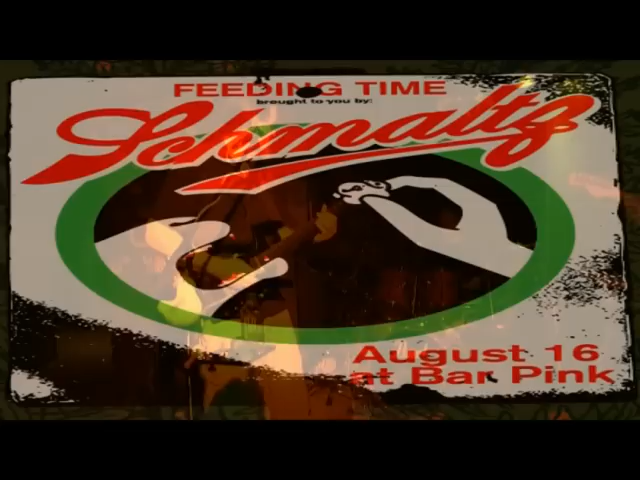 FEEDING TIME
brought to you by:
Schmaltz
August 16
at Bar Pink